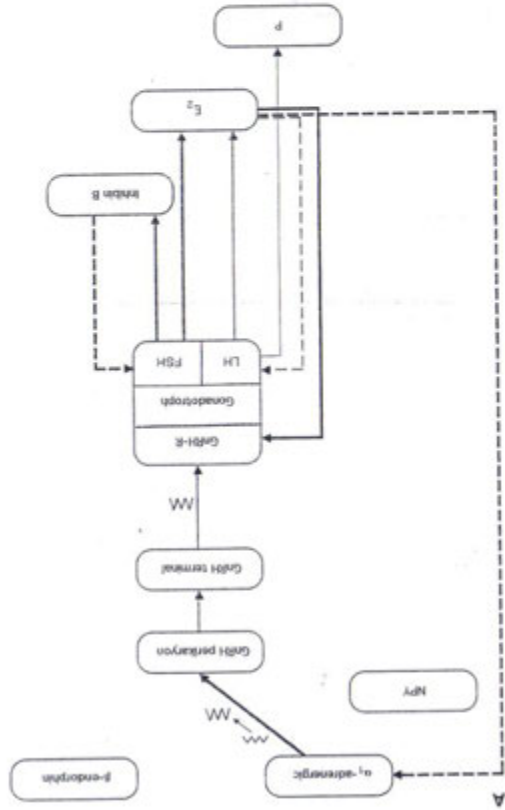 A
α₁-adrenergic
β-endorphin
NPY
GnRH perikaryon
GnRH terminal
GnRH-R
Gonadotroph
LH
FSH
Inhibin B
E₂
P